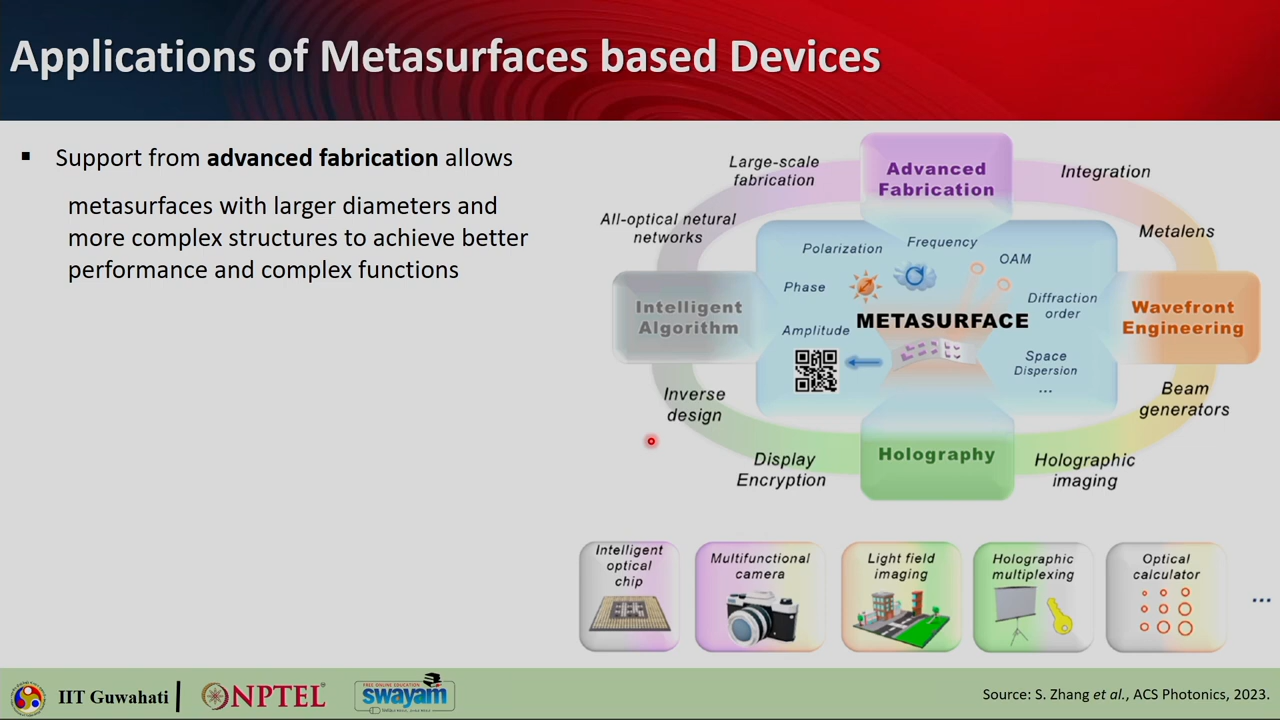 Applications of Metasurfaces based Devices
▪ Support from advanced fabrication allows
metasurfaces with larger diameters and
more complex structures to achieve better
performance and complex functions
Large-scale
fabrication
Advanced
Fabrication
Integration
All-optical netural
networks
Metalens
Polarization
Frequency
OAM
Phase
Diffraction
order
Intelligent
Algorithm
METASURFACE
Wavefront
Engineering
Amplitude
Space
Dispersion
...
Inverse
design
Beam
generators
Display
Encryption
Holography
Holographic
imaging
Intelligent
optical
chip
Multifunctional
camera
Light field
imaging
Holographic
multiplexing
Optical
calculator
...
IIT Guwahati
NPTEL
FREE ONLINE EDUCATION
swayam
Source: S. Zhang et al., ACS Photonics, 2023.